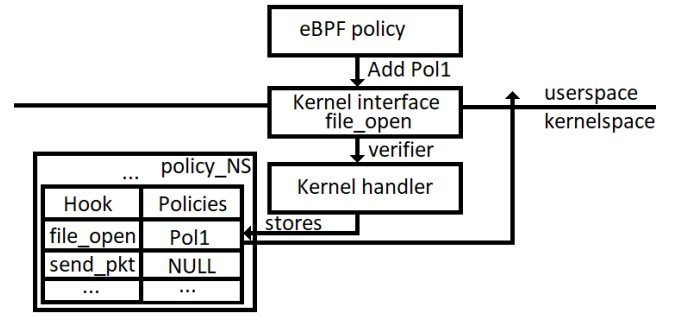 eBPF policy
Add Pol1
Kernel interface
file_open
userspace
kernelspace
verifier
Kernel handler
stores
... policy_NS
Hook Policies
file_open Pol1
send_pkt NULL
... ...